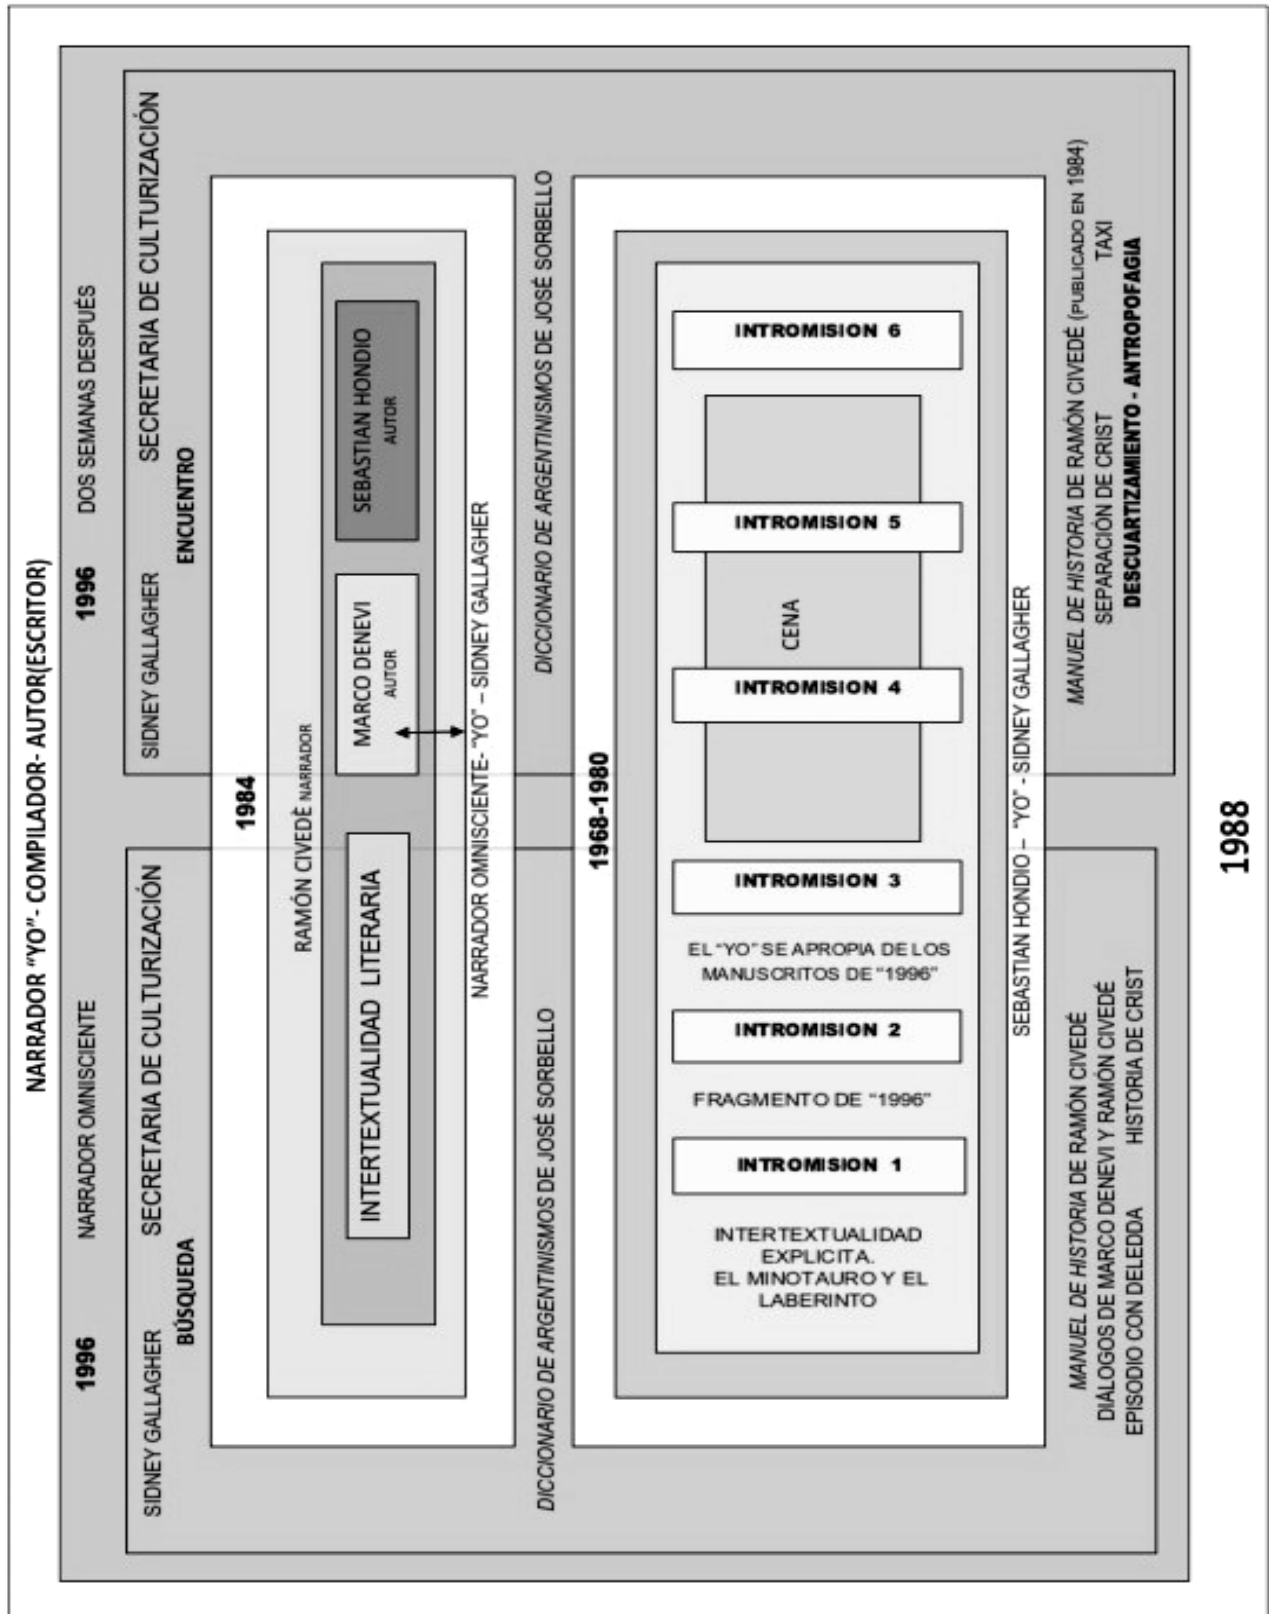 NARRADOR "YO"- COMPILADOR- AUTOR(ESCRITOR)
1996 NARRADOR OMNISCIENTE
1996 DOS SEMANAS DESPUÉS
SIDNEY GALLAGHER SECRETARIA DE CULTURIZACIÓN
BÚSQUEDA
SIDNEY GALLAGHER SECRETARIA DE CULTURIZACIÓN
ENCUENTRO
1984
RAMÓN CIVEDÈ NARRADOR
INTERTEXTUALIDAD LITERARIA
MARCO DENEVI
AUTOR
SEBASTIAN HONDIO
AUTOR
NARRADOR OMNISCIENTE- "YO" – SIDNEY GALLAGHER
DICCIONARIO DE ARGENTINISMOS DE JOSÉ SORBELLO
DICCIONARIO DE ARGENTINISMOS DE JOSÉ SORBELLO
1968-1980
INTROMISION 6
INTROMISION 5
CENA
INTROMISION 4
INTROMISION 3
EL "YO" SE APROPIA DE LOS
MANUSCRITOS DE "1996"
INTROMISION 2
FRAGMENTO DE "1996"
INTROMISION 1
INTERTEXTUALIDAD
EXPLICITA.
EL MINOTAURO Y EL
LABERINTO
SEBASTIAN HONDIO – "YO" - SIDNEY GALLAGHER
MANUEL DE HISTORIA DE RAMÓN CIVEDÉ
DIALOGOS DE MARCO DENEVI Y RAMÓN CIVEDÉ
EPISODIO CON DELEDDA HISTORIA DE CRIST
MANUEL DE HISTORIA DE RAMÓN CIVEDÉ (PUBLICADO EN 1984)
SEPARACIÓN DE CRIST TAXI
DESCUARTIZAMIENTO - ANTROPOFAGIA
1988